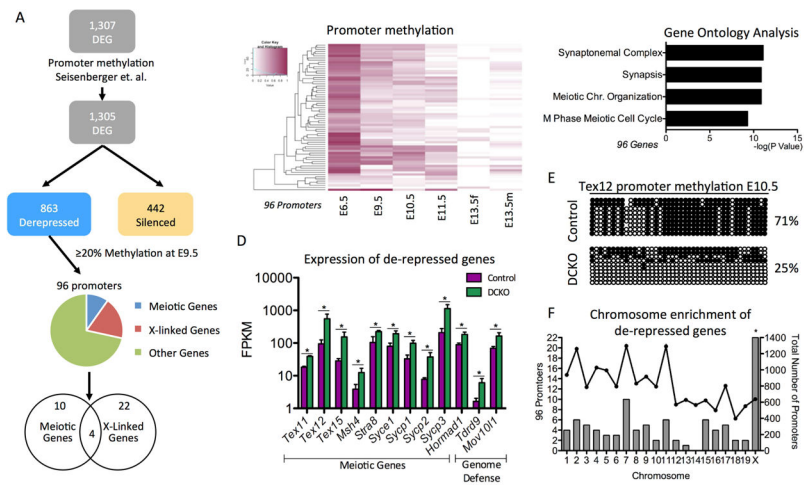 A
1,307
DEG
Promoter methylation
Seisenberger et. al.
1,305
DEG
863
Derepressed
442
Silenced
≥20% Methylation at E9.5
96 promoters
Meiotic Genes
X-linked Genes
Other Genes
10
Meiotic
Genes
4
22
X-Linked
Genes
Promoter methylation
Color Key
and Histogram
Value
96 Promoters
E6.5
E9.5
E10.5
E11.5
E13.5f
E13.5m
Gene Ontology Analysis
Synaptonemal Complex
Synapsis
Meiotic Chr. Organization
M Phase Meiotic Cell Cycle
0 5 10 15
96 Genes
-log(P Value)
D
Expression of de-repressed genes
Control
DCKO
FPKM
10000
1000
100
10
1
* * * * * * * * * * * *
Tex11
Tex12
Tex15
Msh4
Stra8
Syce1
Sycp1
Sycp2
Sycp3
Hormad1
Tdrd9
Mov10l1
Meiotic Genes
Genome
Defense
E
Tex12 promoter methylation E10.5
Control
71%
DCKO
25%
F
Chromosome enrichment
of de-repressed genes
*
96 Promtoers
22
20
18
16
14
12
10
8
6
4
2
0
1400
1200
1000
800
600
400
200
0
Total Number of Promoters
1 2 3 4 5 6 7 8 9 10 11 12 13 14 15 16 17 18 19 X
Chromosome